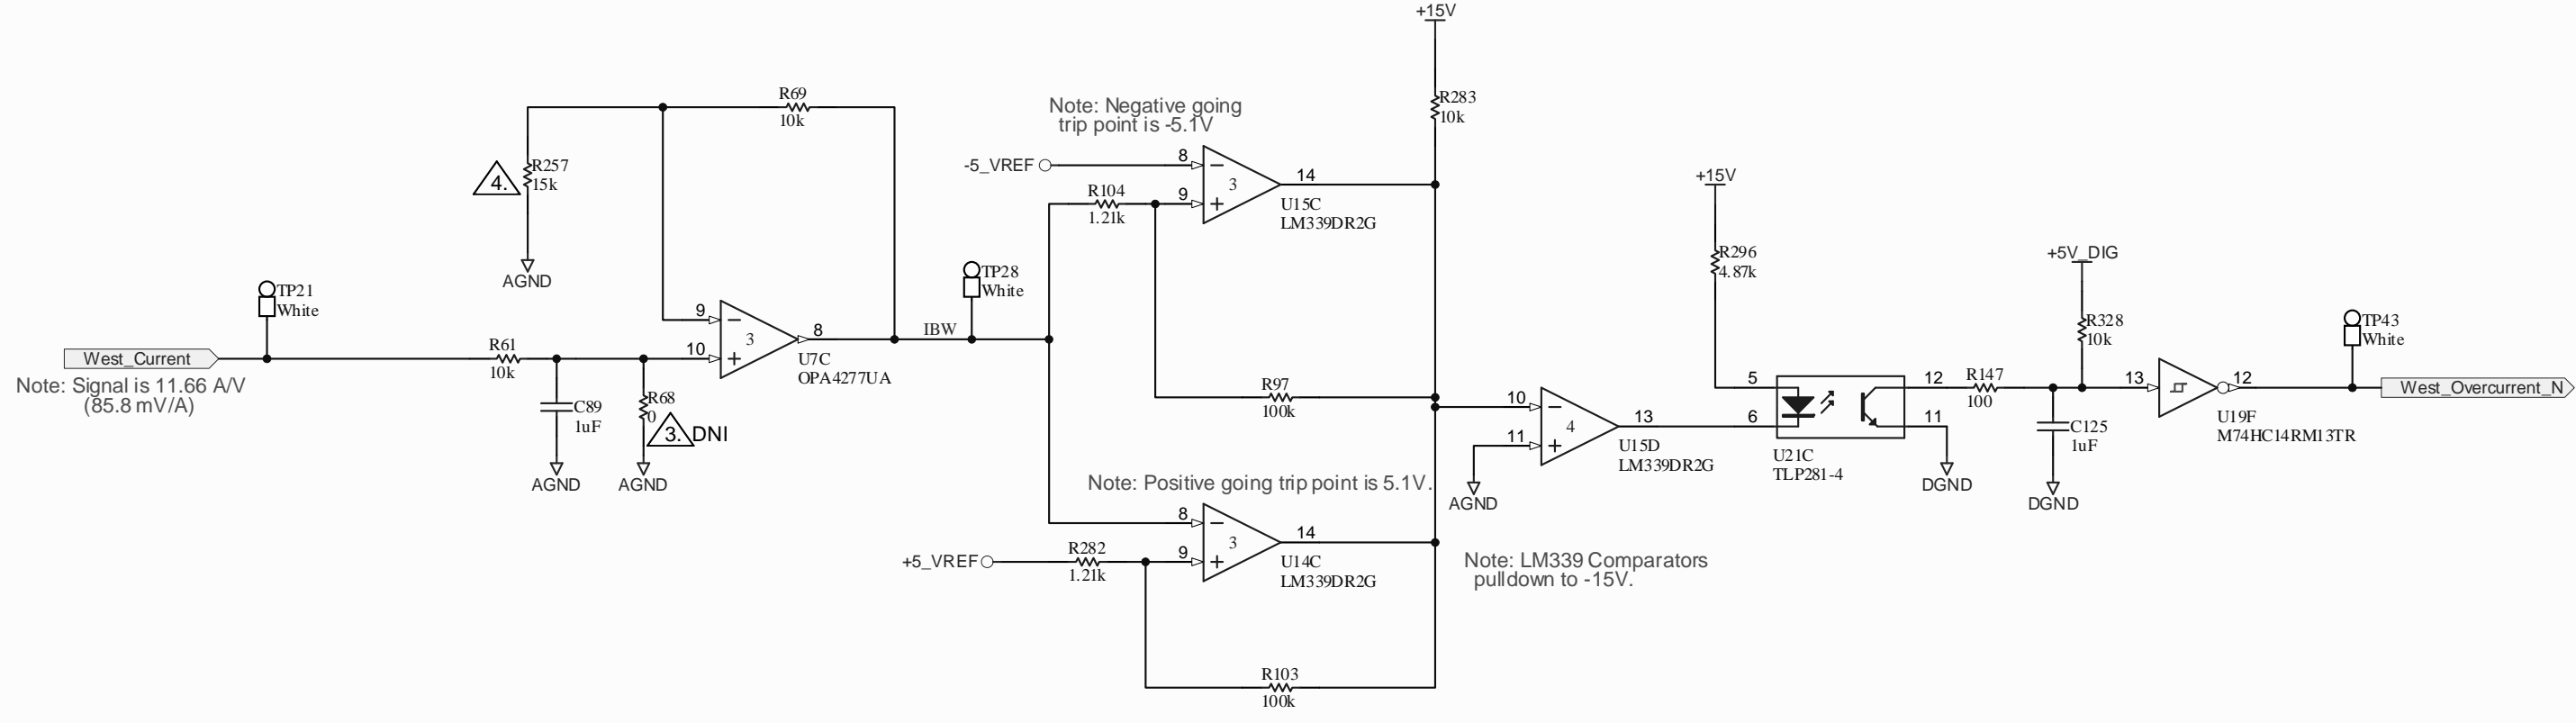 +15V
R69
10k
R283
10k
Note: Negative going
trip point is -5.1V
-5_VREF
8
9
3
14
U15C
LM339DR2G
R104
1.21k
R257
15k
4.
AGND
+15V
R296
4.87k
+5V_DIG
R328
10k
TP21
White
TP28
White
TP43
White
West_Current
Note: Signal is 11.66 A/V
(85.8 mV/A)
R61
10k
9
10
3
8
U7C
OPA4277UA
IBW
C89
1uF
R68
0
3.
DNI
AGND
AGND
R97
100k
10
11
4
13
U15D
LM339DR2G
AGND
5
6
12
11
U21C
TLP281-4
R147
100
DGND
C125
1uF
DGND
13
12
U19F
M74HC14RM13TR
West_Overcurrent_N
Note: Positive going trip point is 5.1V.
8
9
3
14
U14C
LM339DR2G
+5_VREF
R282
1.21k
Note: LM339 Comparators
pulldown to -15V.
R103
100k